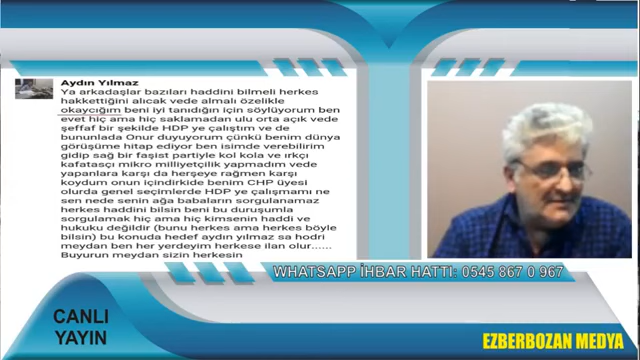 Aydın Yılmaz
Ya arkadaşlar bazıları haddini bilmeli herkes
hakkettiğini alıcak vede almalı özelikle
okaycığım beni iyi tanıdığın için söylüyorum ben
evet hiç ama hiç saklamadan ulu orta açık vede
şeffaf bir şekilde HDP ye çalıştım ve de
bununlada Onur duyuyorum çünkü benim dünya
görüşüme hitap ediyor ben isimde verebilirim
gidip sağ bir faşist partiyle kol kola ve ırkçı
kafatasçı mikro milliyetçilik yapmadım vede
yapanlara karşı da herşeye rağmen karşı
koydum onun içindirkide benim CHP üyesi
olurda genel seçimlerde HDP ye çalışmamı ne
sen nede senin ağa babaların sorgulanamaz
herkes haddini bilsin beni bu duruşumla
sorgulamak hiç ama hiç kimsenin haddi ve
hukuku değildir (bunu herkes ama herkes böyle
bilsin) bu konuda hedef aydın yılmaz sa hodri
meydan ben her yerdeyim herkese ilan olur......
Buyurun meydan sizin herkesin
WHATSAPP İHBAR HATTI: 0545 867 0 967
CANLI
YAYIN
EZBERBOZAN MEDYA